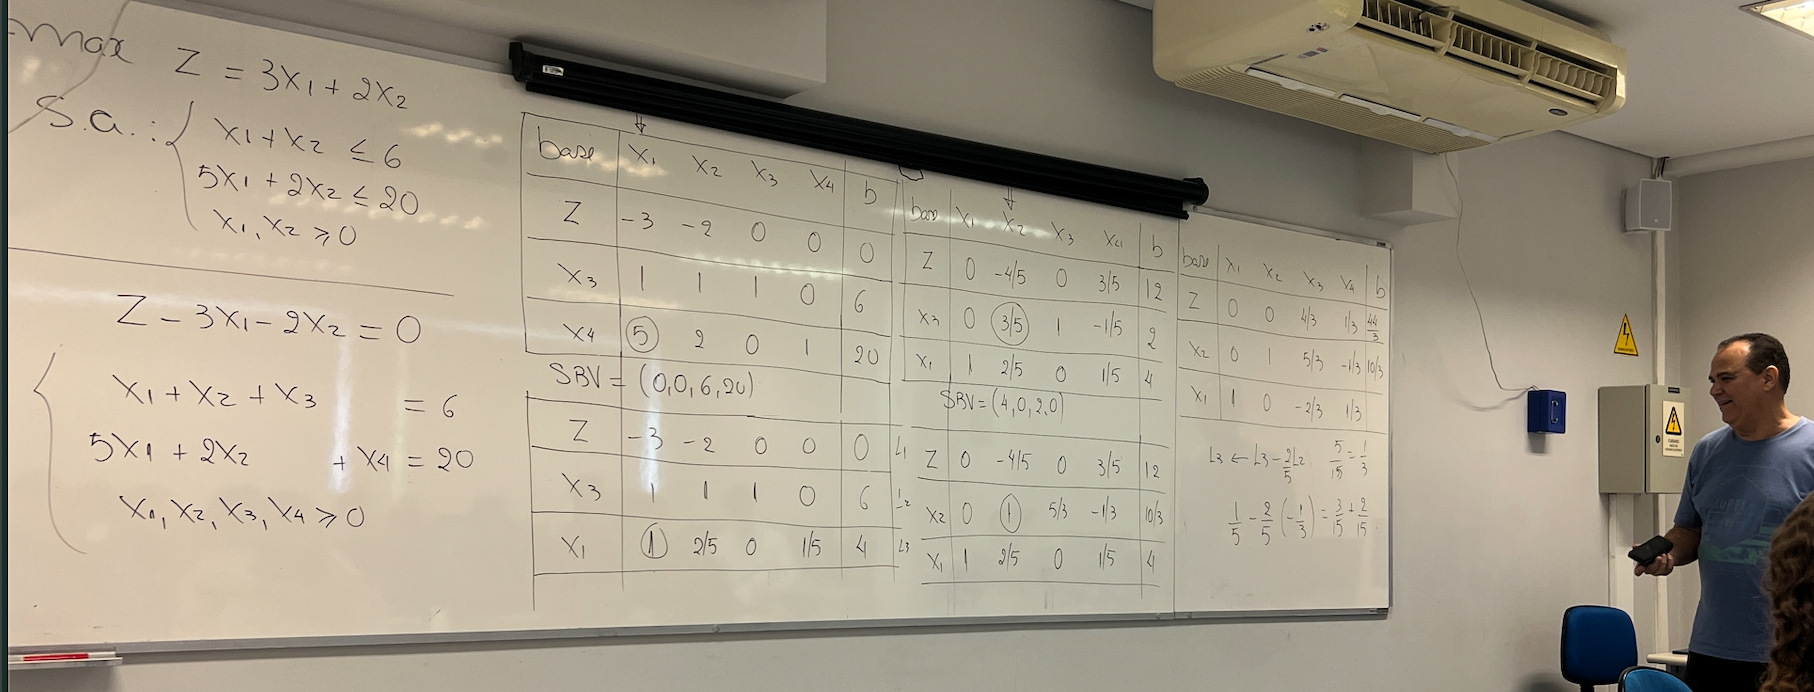 max Z = 3X1 + 2X2
S.a.: X1 + X2 ≤ 6
5X1 + 2X2 ≤ 20
X1, X2 ≥ 0
Z - 3X1 - 2X2 = 0
X1 + X2 + X3 = 6
5X1 + 2X2 + X4 = 20
X1, X2, X3, X4 ≥ 0
base X1 X2 X3 X4 b
Z -3 -2 0 0 0
X3 1 1 1 0 6
X4 5 2 0 1 20
SBV = (0,0,6,20)
Z -3 -2 0 0 0 L1
X3 1 1 1 0 6 L2
X1 1 2/5 0 1/5 4 L3
base X1 X2 X3 X4 b
Z 0 -4/5 0 3/5 12
X3 0 3/5 1 -1/5 2
X1 1 2/5 0 1/5 4
SBV = (4,0,2,0)
Z 0 -4/5 0 3/5 12
X2 0 1 5/3 -1/3 10/3
X1 1 2/5 0 1/5 4
base X1 X2 X3 X4 b
Z 0 0 4/3 1/3 44/3
X2 0 1 5/3 -1/3 10/3
X1 1 0 -2/3 1/3
L3 ← L3 - 2/5 L2 5/15 = 1/3
1/5 - 2/5 (-1/3) = 3/15 + 2/15